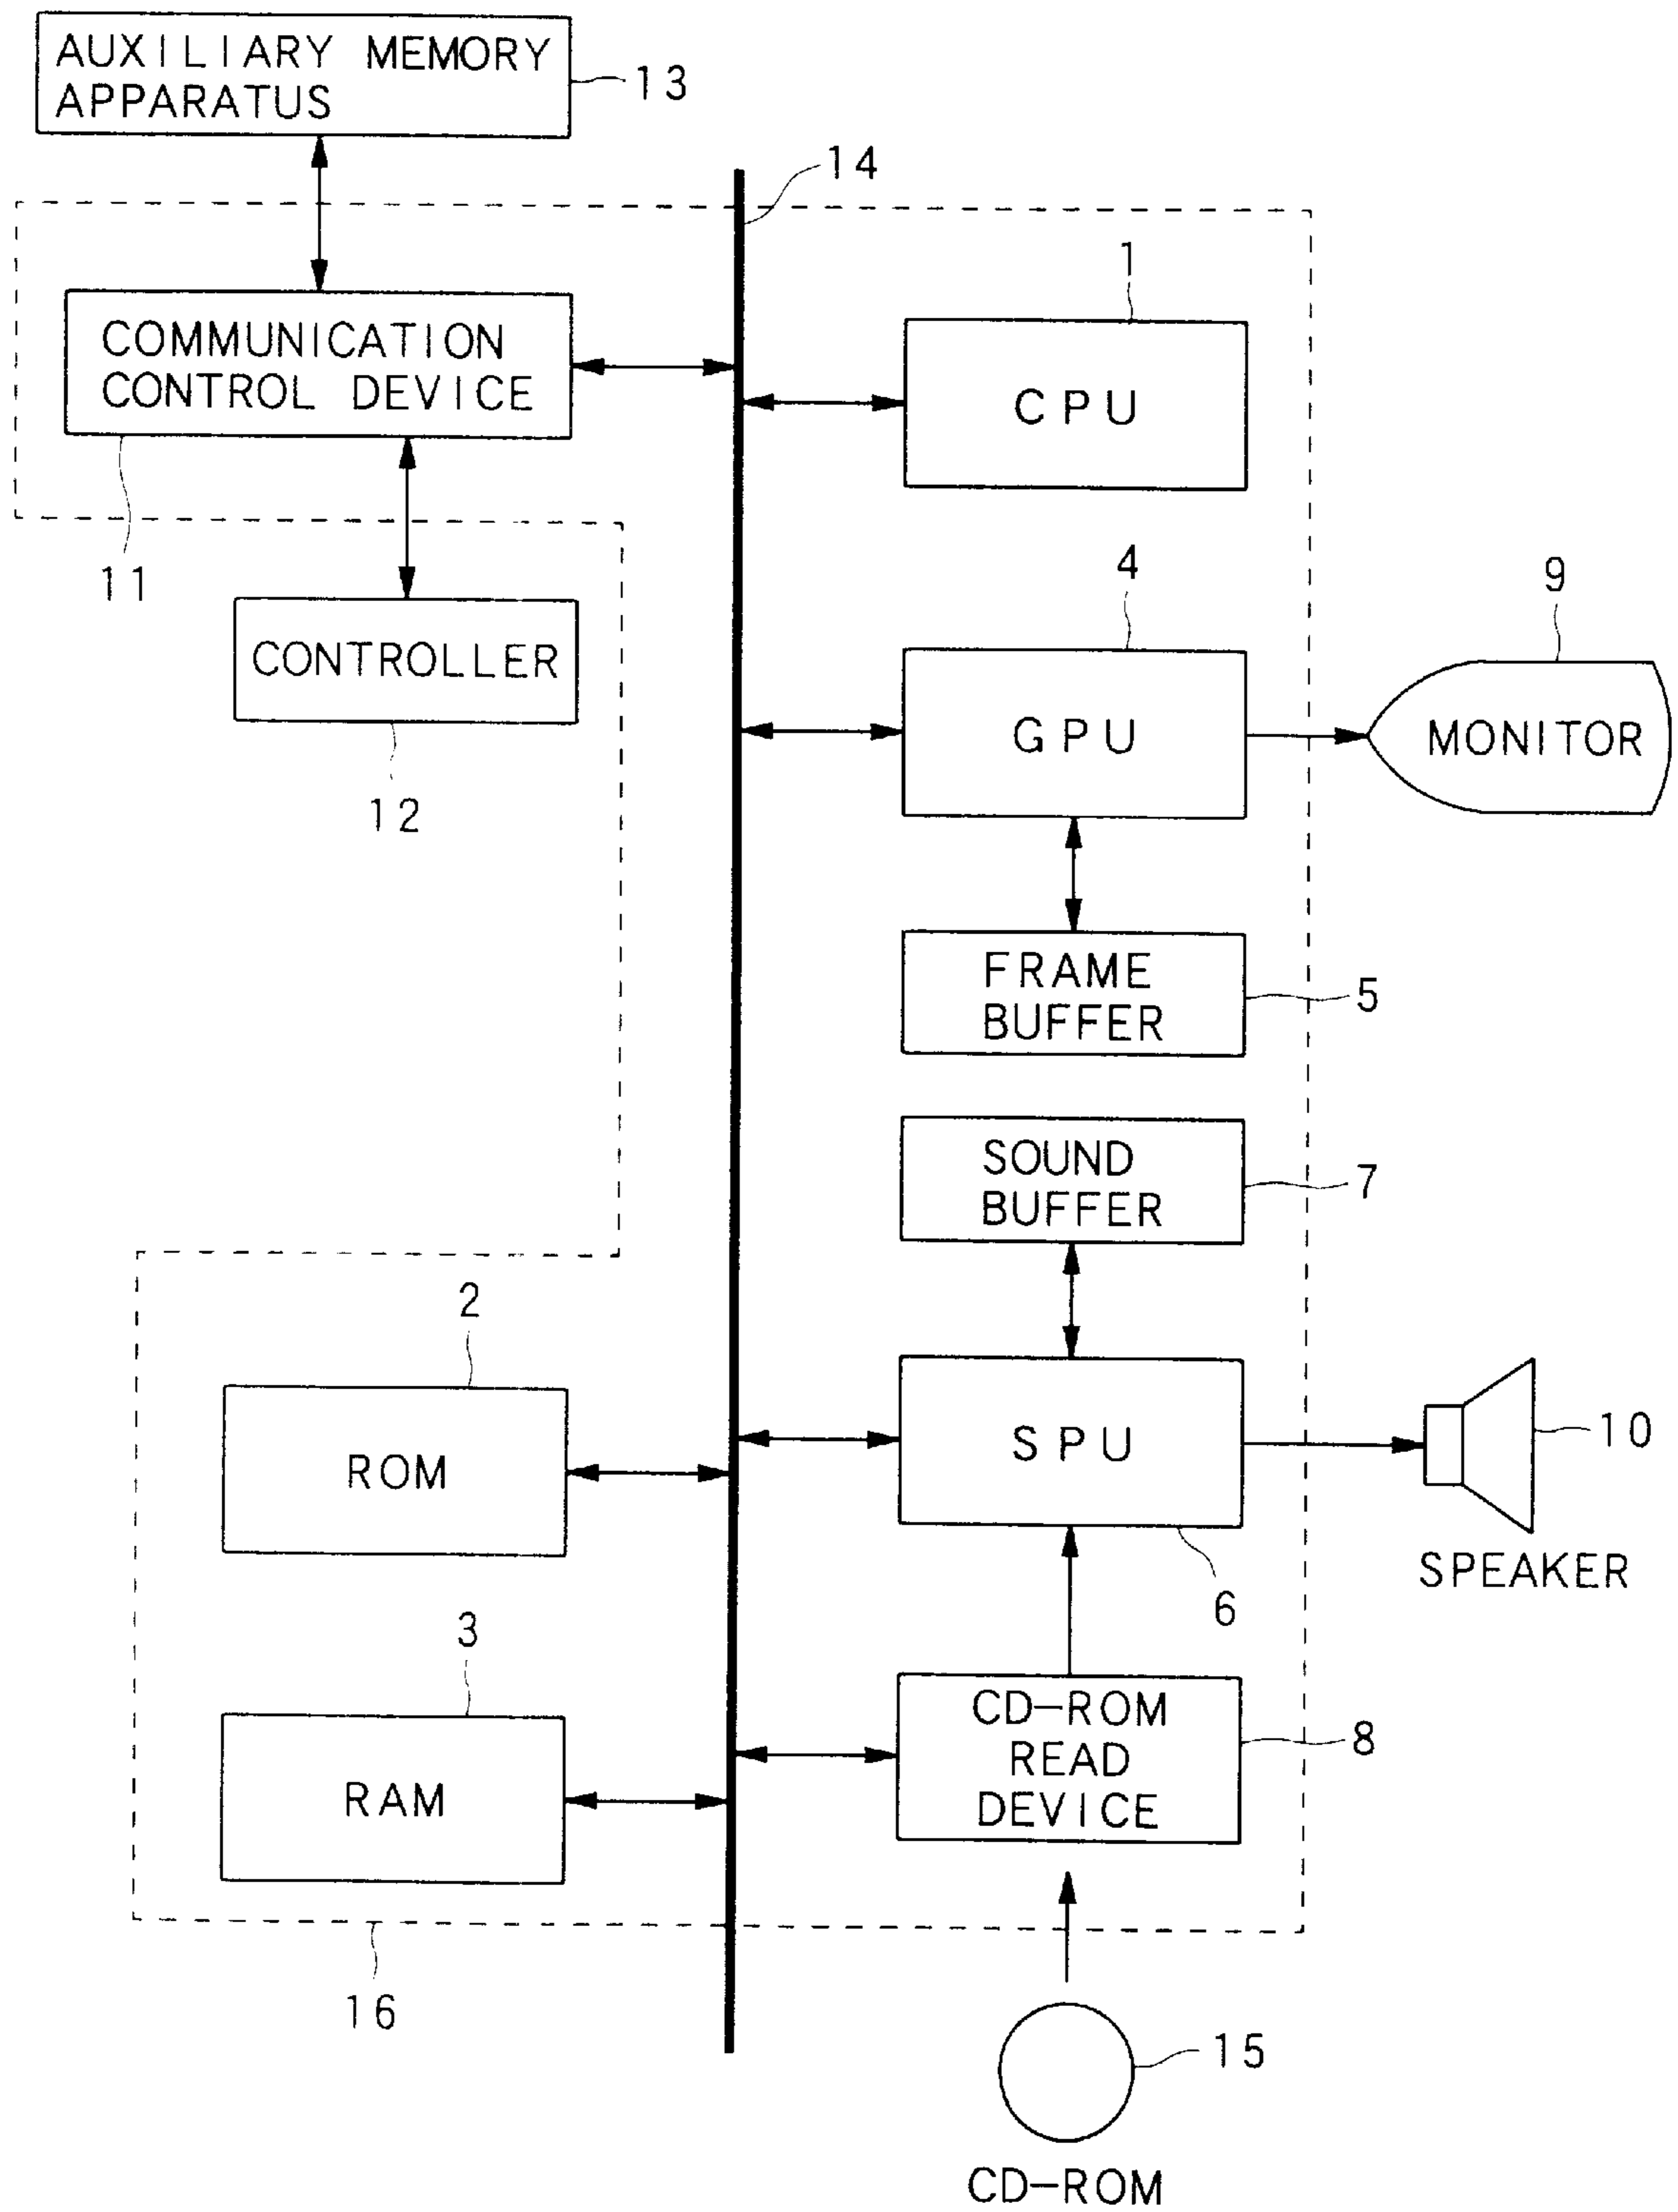 AUXILIARY MEMORY
APPARATUS
13
14
COMMUNICATION
CONTROL DEVICE
11
1
CPU
CONTROLLER
12
4
GPU
9
MONITOR
FRAME
BUFFER
5
SOUND
BUFFER
7
2
ROM
SPU
6
10
SPEAKER
3
RAM
CD-ROM
READ
DEVICE
8
16
15
CD-ROM